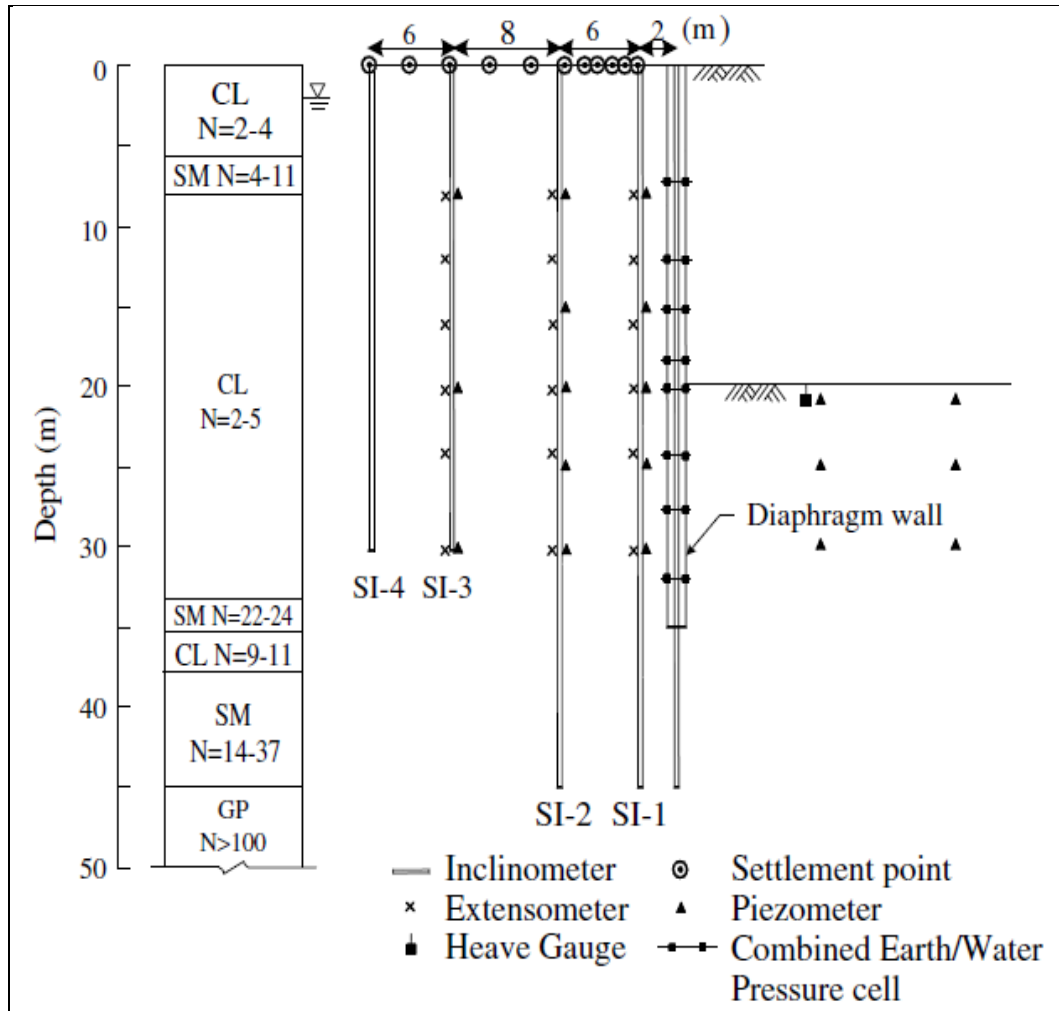 6 8 6 2 (m)
0
CL
N=2-4
SM N=4-11
10
CL
N=2-5
20
Depth (m)
Diaphragm wall
30
SI-4 SI-3
SM N=22-24
CL N=9-11
40
SM
N=14-37
SI-2 SI-1
GP
N>100
50
Inclinometer
Settlement point
Extensometer
Piezometer
Heave Gauge
Combined Earth/Water
Pressure cell